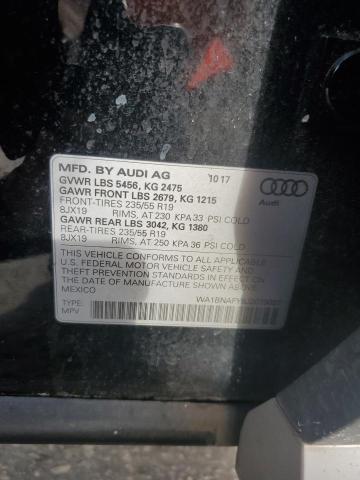 MFD. BY AUDI AG 10 17
GVWR LBS 5456, KG 2475
GAWR FRONT LBS 2679, KG 1215
FRONT-TIRES 235/55 R19
8JX19 RIMS, AT 230 KPA 33 PSI COLD
GAWR REAR LBS 3042, KG 1380
REAR-TIRES 235/55 R19
8JX19 RIMS, AT 250 KPA 36 PSI COLD
Audi
THIS VEHICLE CONFORMS TO ALL APPLICABLE
U.S. FEDERAL MOTOR VEHICLE SAFETY AND
THEFT PREVENTION STANDARDS IN EFFECT ON
THE DATE OF MANUFACTURE SHOWN ABOVE.
MEXICO
TYPE:
MPV